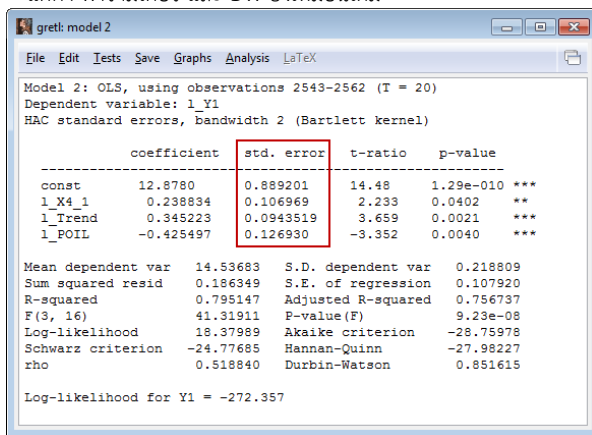 gretl: model 2
File Edit Tests Save Graphs Analysis LaTeX
Model 2: OLS, using observations 2543-2562 (T = 20)
Dependent variable: l_Y1
HAC standard errors, bandwidth 2 (Bartlett kernel)
coefficient std. error t-ratio p-value
const 12.8780 0.889201 14.48 1.29e-010 ***
l_X4_1 0.238834 0.106969 2.233 0.0402 **
l_Trend 0.345223 0.0943519 3.659 0.0021 ***
l_POIL −0.425497 0.126930 −3.352 0.0040 ***
Mean dependent var 14.53683 S.D. dependent var 0.218809
Sum squared resid 0.186349 S.E. of regression 0.107920
R-squared 0.795147 Adjusted R-squared 0.756737
F(3, 16) 41.31911 P-value(F) 9.23e-08
Log-likelihood 18.37989 Akaike criterion −28.75978
Schwarz criterion −24.77685 Hannan-Quinn −27.98227
rho 0.518840 Durbin-Watson 0.851615
Log-likelihood for Y1 = −272.357